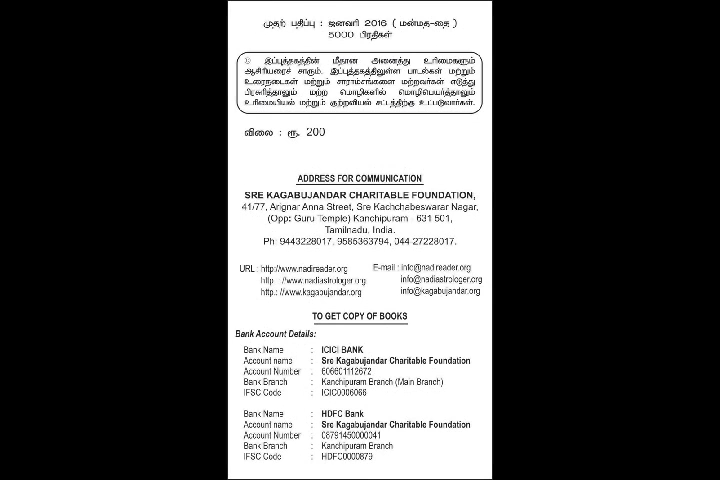 முதற் பதிப்பு : ஜனவரி 2016 ( மன்மத-தை )
5000 பிரதிகள்
© இப்புத்தகத்தின் மீதான அனைத்து உரிமைகளும்
ஆசிரியரைச் சாரும். இப்புத்தகத்திலுள்ள பாடல்கள் மற்றும்
உரைநடைகள் மற்றும் சாராம்சங்களை மற்றவர்கள் எடுத்து
பிரசுரித்தாலும் மற்ற மொழிகளில் மொழிபெயர்த்தாலும்
உரிமையியல் மற்றும் குற்றவியல் சட்டத்திற்கு உட்படுவார்கள்.
விலை : ரூ. 200
ADDRESS FOR COMMUNICATION
SRE KAGABUJANDAR CHARITABLE FOUNDATION,
41/77, Arignar Anna Street, Sre Kachchabeswarar Nagar,
(Opp: Guru Temple) Kanchipuram - 631 501,
Tamilnadu, India.
Ph: 9443228017, 9585363794, 044-27228017.
URL : http://www.nadireader.org E-mail : info@nadireader.org
http : //www.nadiastrologer.org info@nadiastrologer.org
http.: //www.kagabujandar.org info@kagabujandar.org
TO GET COPY OF BOOKS
Bank Account Details:
Bank Name : ICICI BANK
Account name : Sre Kagabujandar Charitable Foundation
Account Number : 606601112672
Bank Branch : Kanchipuram Branch (Main Branch)
IFSC Code : ICIC0006066
Bank Name : HDFC Bank
Account name : Sre Kagabujandar Charitable Foundation
Account Number : 08791450000041
Bank Branch : Kanchipuram Branch
IFSC Code : HDFC0000879